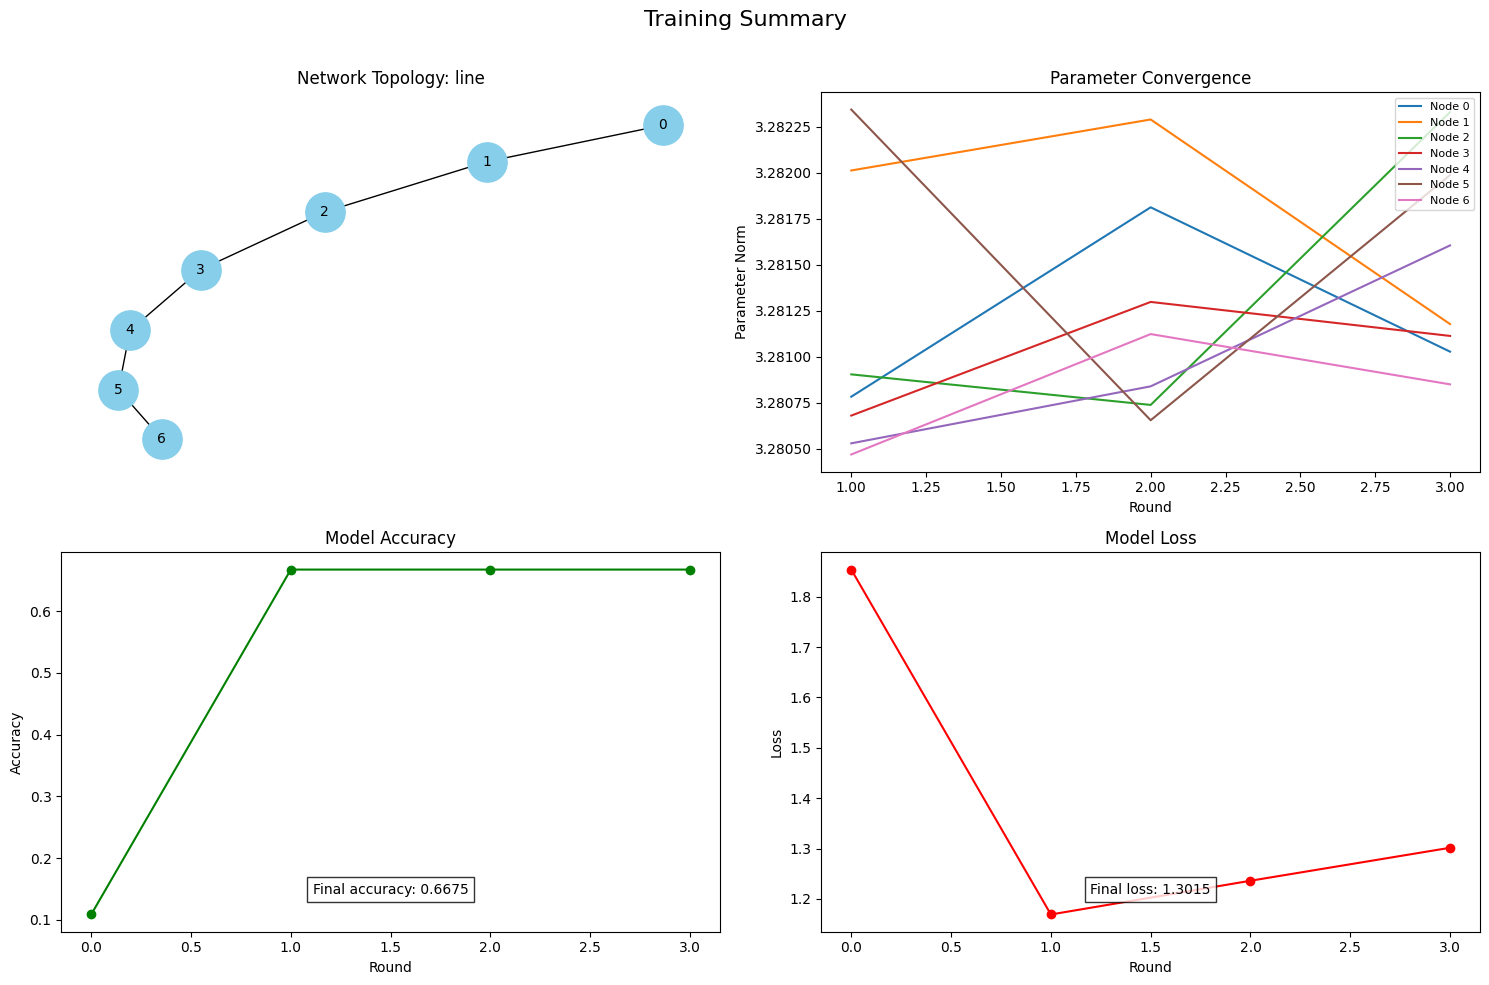 Training Summary
Network Topology: line
0
1
2
3
4
5
6
Parameter Convergence
Parameter Norm
3.28225
3.28200
3.28175
3.28150
3.28125
3.28100
3.28075
3.28050
Node 0
Node 1
Node 2
Node 3
Node 4
Node 5
Node 6
1.00 1.25 1.50 1.75 2.00 2.25 2.50 2.75 3.00
Round
Model Accuracy
Accuracy
0.6
0.5
0.4
0.3
0.2
0.1
Final accuracy: 0.6675
0.0 0.5 1.0 1.5 2.0 2.5 3.0
Round
Model Loss
Loss
1.8
1.7
1.6
1.5
1.4
1.3
1.2
Final loss: 1.3015
0.0 0.5 1.0 1.5 2.0 2.5 3.0
Round